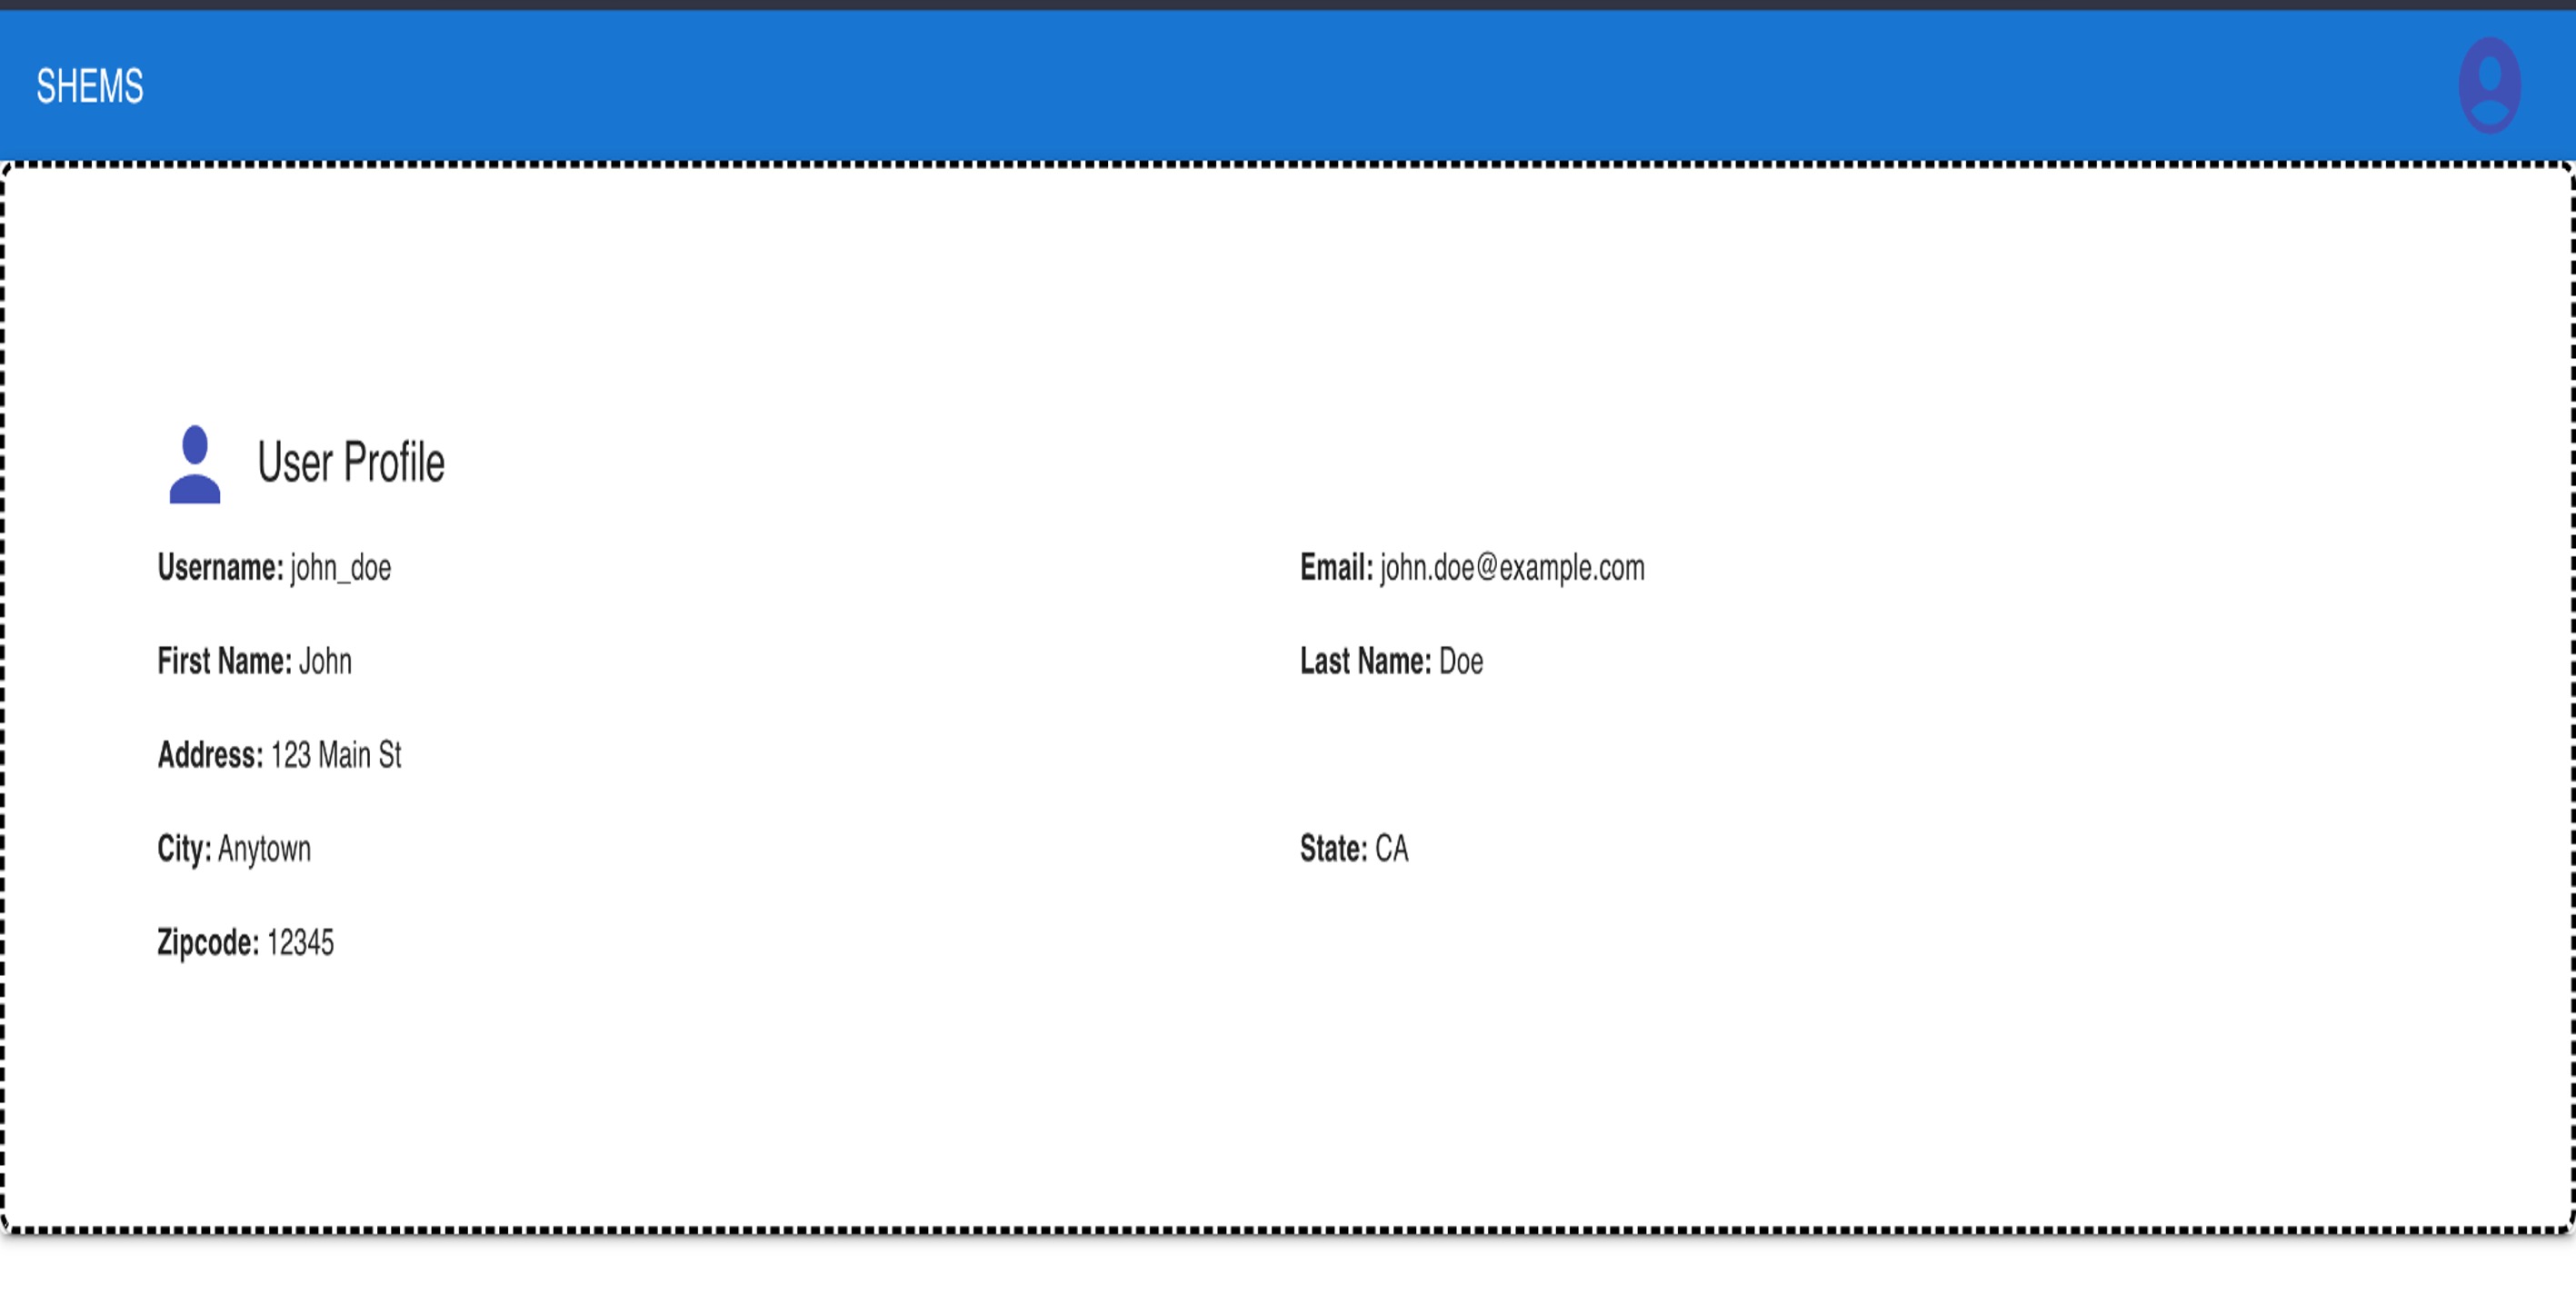 SHEMS
User Profile
Username: john_doe
Email: john.doe@example.com
First Name: John
Last Name: Doe
Address: 123 Main St
City: Anytown
State: CA
Zipcode: 12345